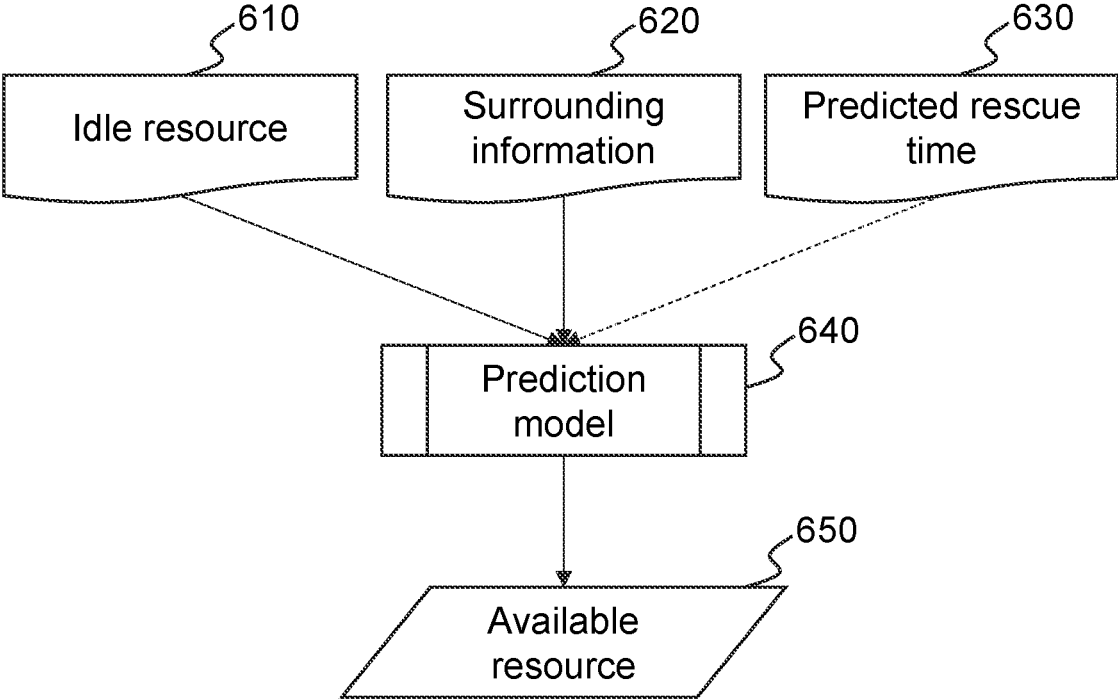 610
620
630
Idle resource
Surrounding
information
Predicted rescue
time
640
Prediction
model
650
Available
resource